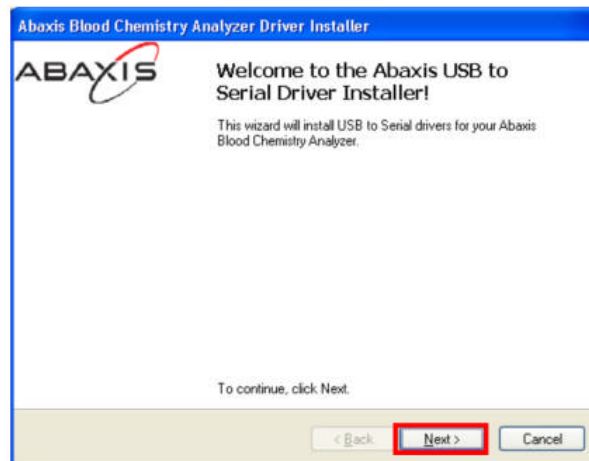 Abaxis Blood Chemistry Analyzer Driver Installer
ABAXIS
Welcome to the Abaxis USB to
Serial Driver Installer!
This wizard will install USB to Serial drivers for your Abaxis
Blood Chemistry Analyzer.
To continue, click Next.
< Back Next > Cancel